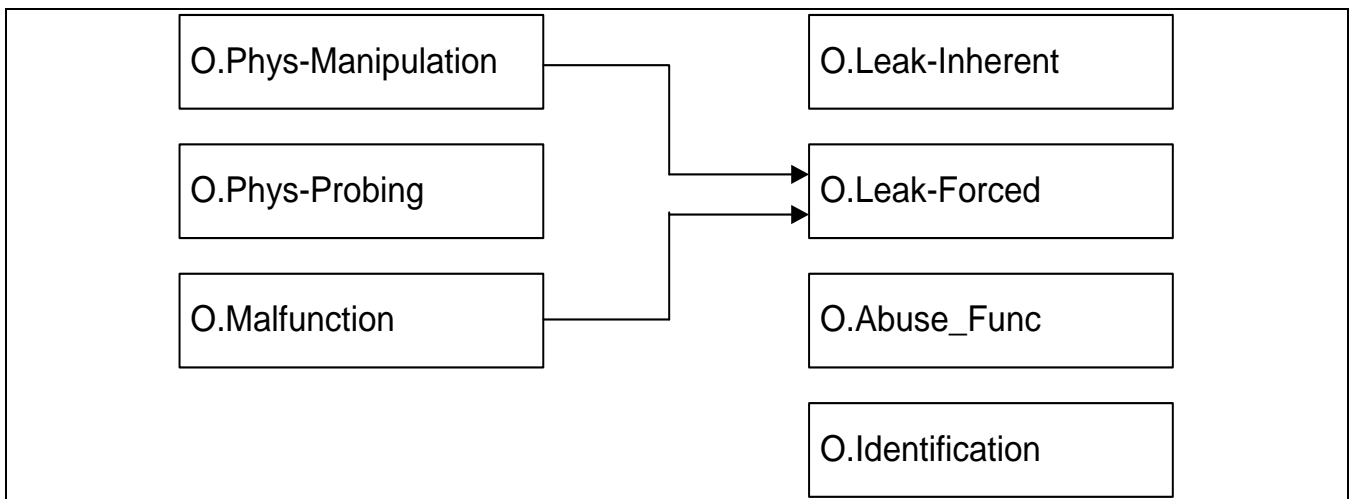 O.Phys-Manipulation
O.Leak-Inherent
O.Phys-Probing
O.Leak-Forced
O.Malfunction
O.Abuse_Func
O.Identification